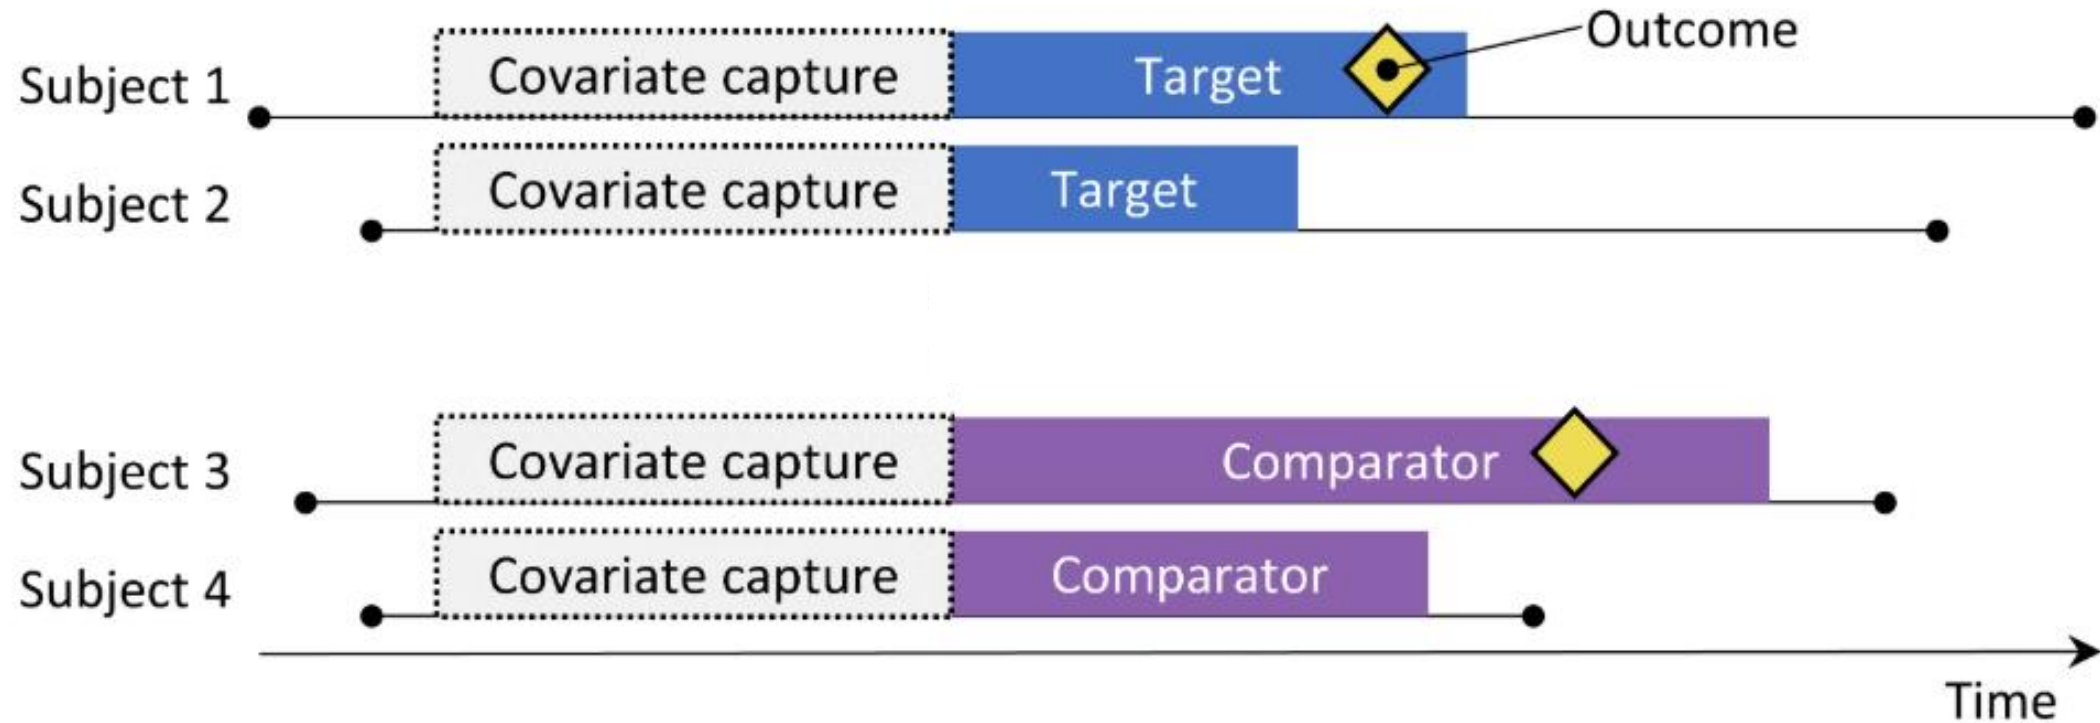 Outcome
Subject 1 Covariate capture Target
Subject 2 Covariate capture Target
Subject 3 Covariate capture Comparator
Subject 4 Covariate capture Comparator
Time